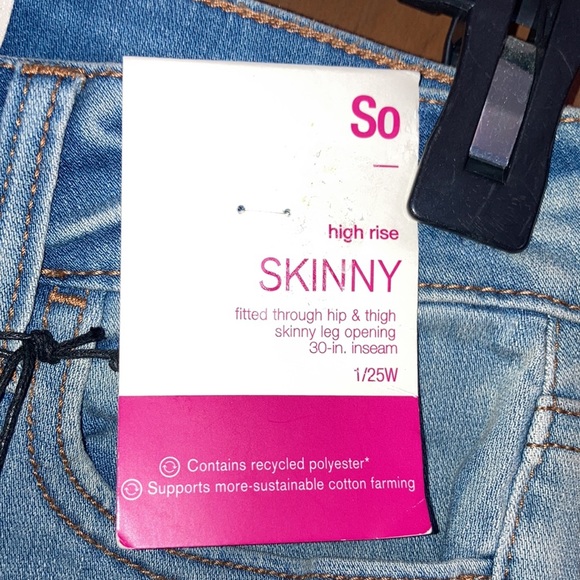 So
high rise
SKINNY
fitted through hip & thigh
skinny leg opening
30-in. inseam
1/25W
Contains recycled polyester*
Supports more-sustainable cotton farming